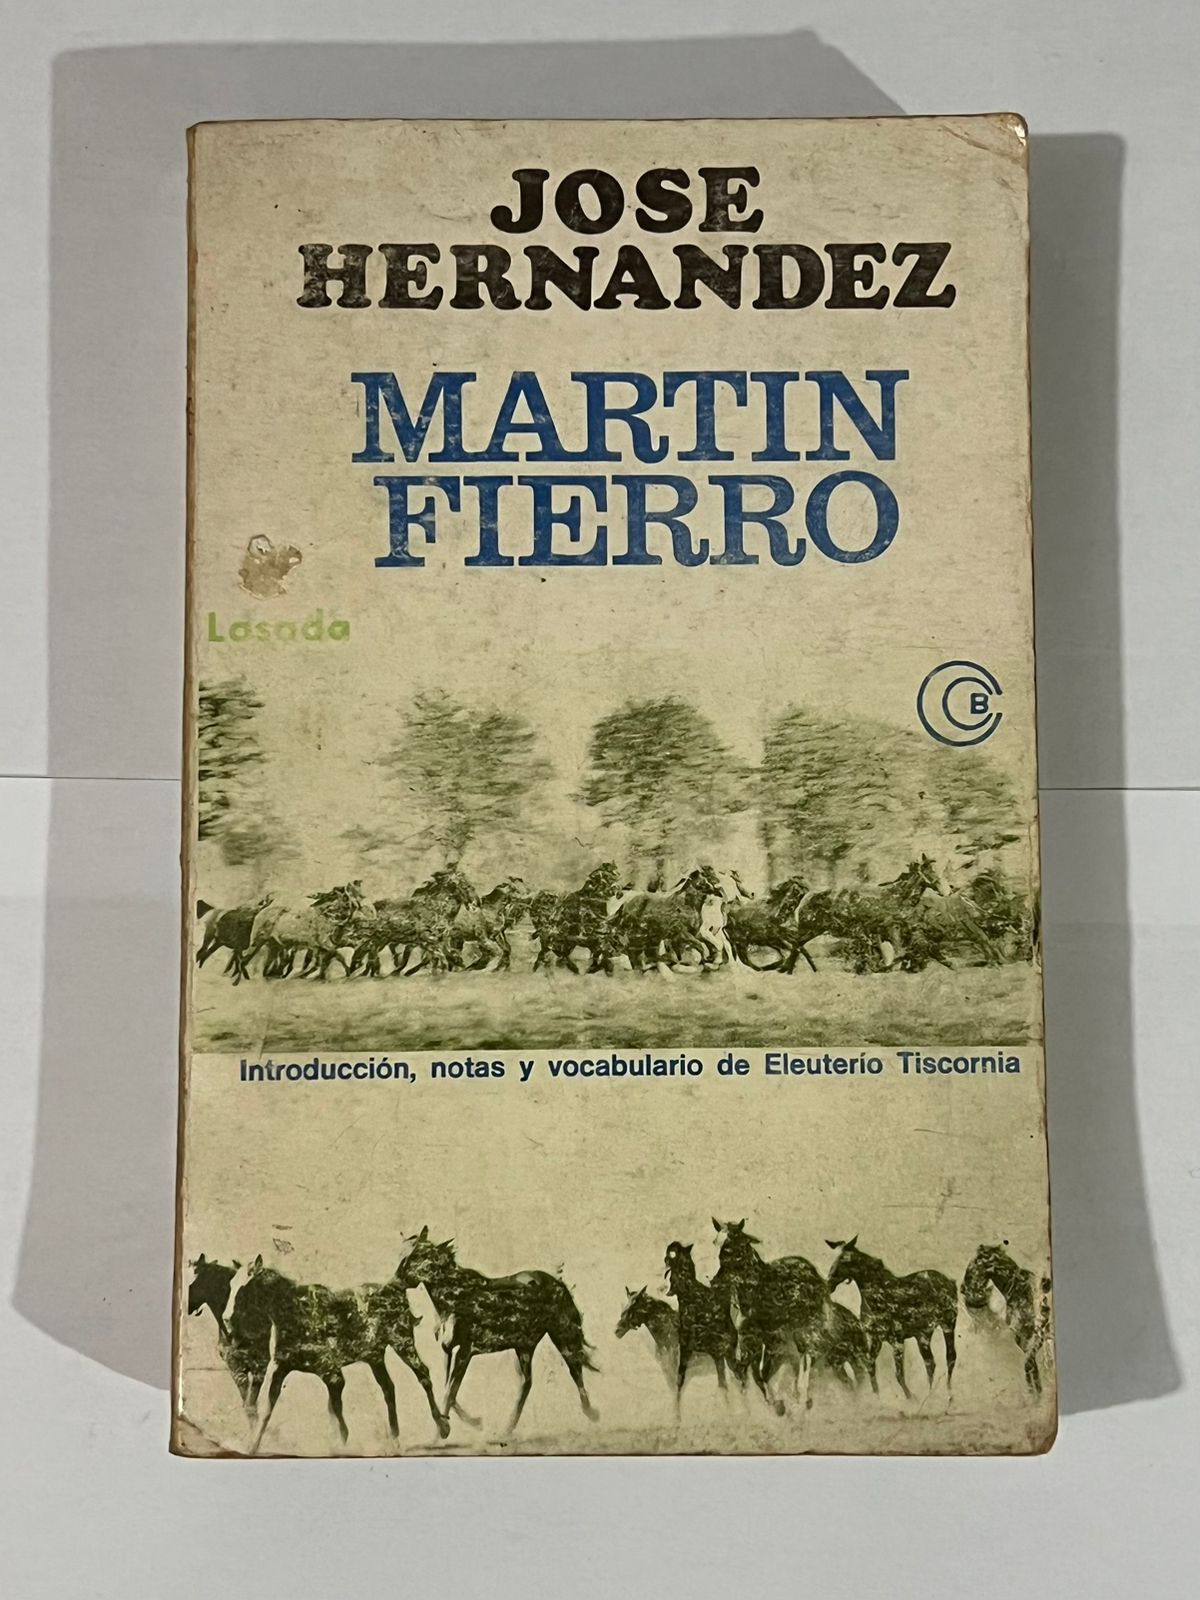 JOSE
HERNANDEZ
MARTIN
FIERRO
Losada
B
Introducción, notas y vocabulario de Eleuterio Tiscornia